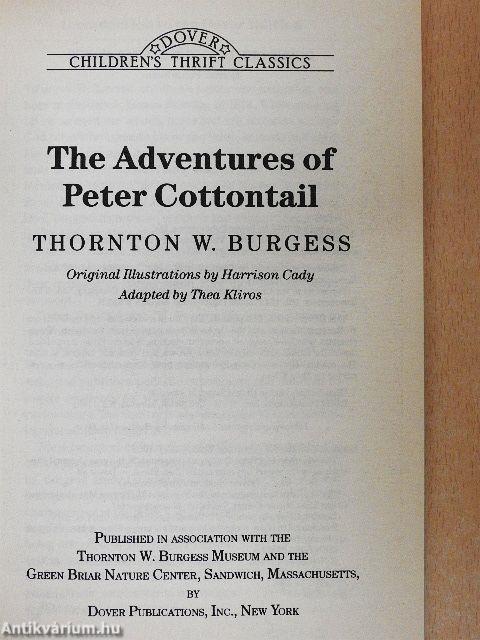 DOVER
CHILDREN'S THRIFT CLASSICS
The Adventures of
Peter Cottontail
THORNTON W. BURGESS
Original Illustrations by Harrison Cady
Adapted by Thea Kliros
PUBLISHED IN ASSOCIATION WITH THE
THORNTON W. BURGESS MUSEUM AND THE
GREEN BRIAR NATURE CENTER, SANDWICH, MASSACHUSETTS,
BY
DOVER PUBLICATIONS, INC., NEW YORK
Antikvárium.hu